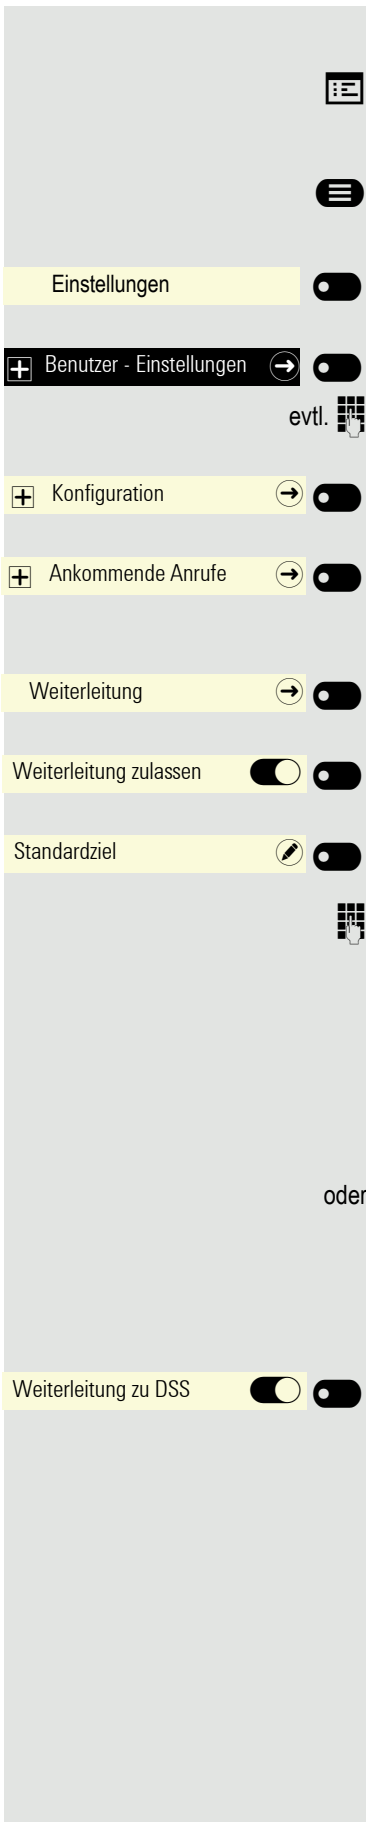 Einstellungen
Benutzer - Einstellungen
evtl.
Konfiguration
Ankommende Anrufe
Weiterleitung
Weiterleitung zulassen
Standardziel
oder
Weiterleitung zu DSS